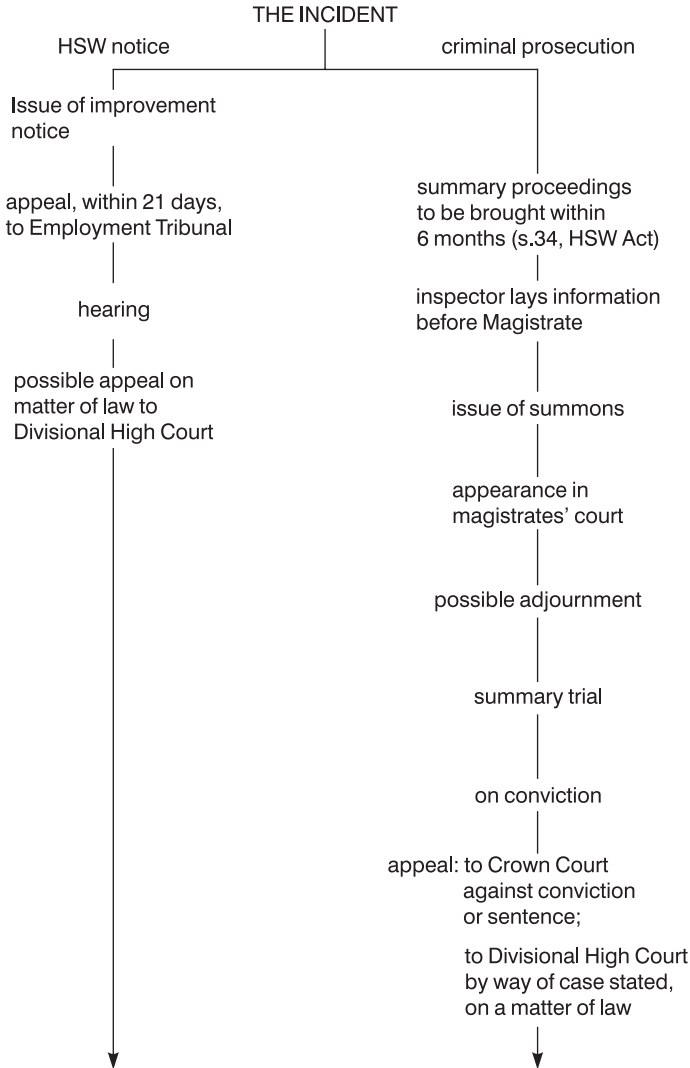 THE INCIDENT
HSW notice
criminal prosecution
Issue of improvement
notice
appeal, within 21 days,
to Employment Tribunal
hearing
possible appeal on
matter of law to
Divisional High Court
summary proceedings
to be brought within
6 months (s.34, HSW Act)
inspector lays information
before Magistrate
issue of summons
appearance in
magistrates’ court
possible adjournment
summary trial
on conviction
appeal: to Crown Court
against conviction
or sentence;
to Divisional High Court
by way of case stated,
on a matter of law